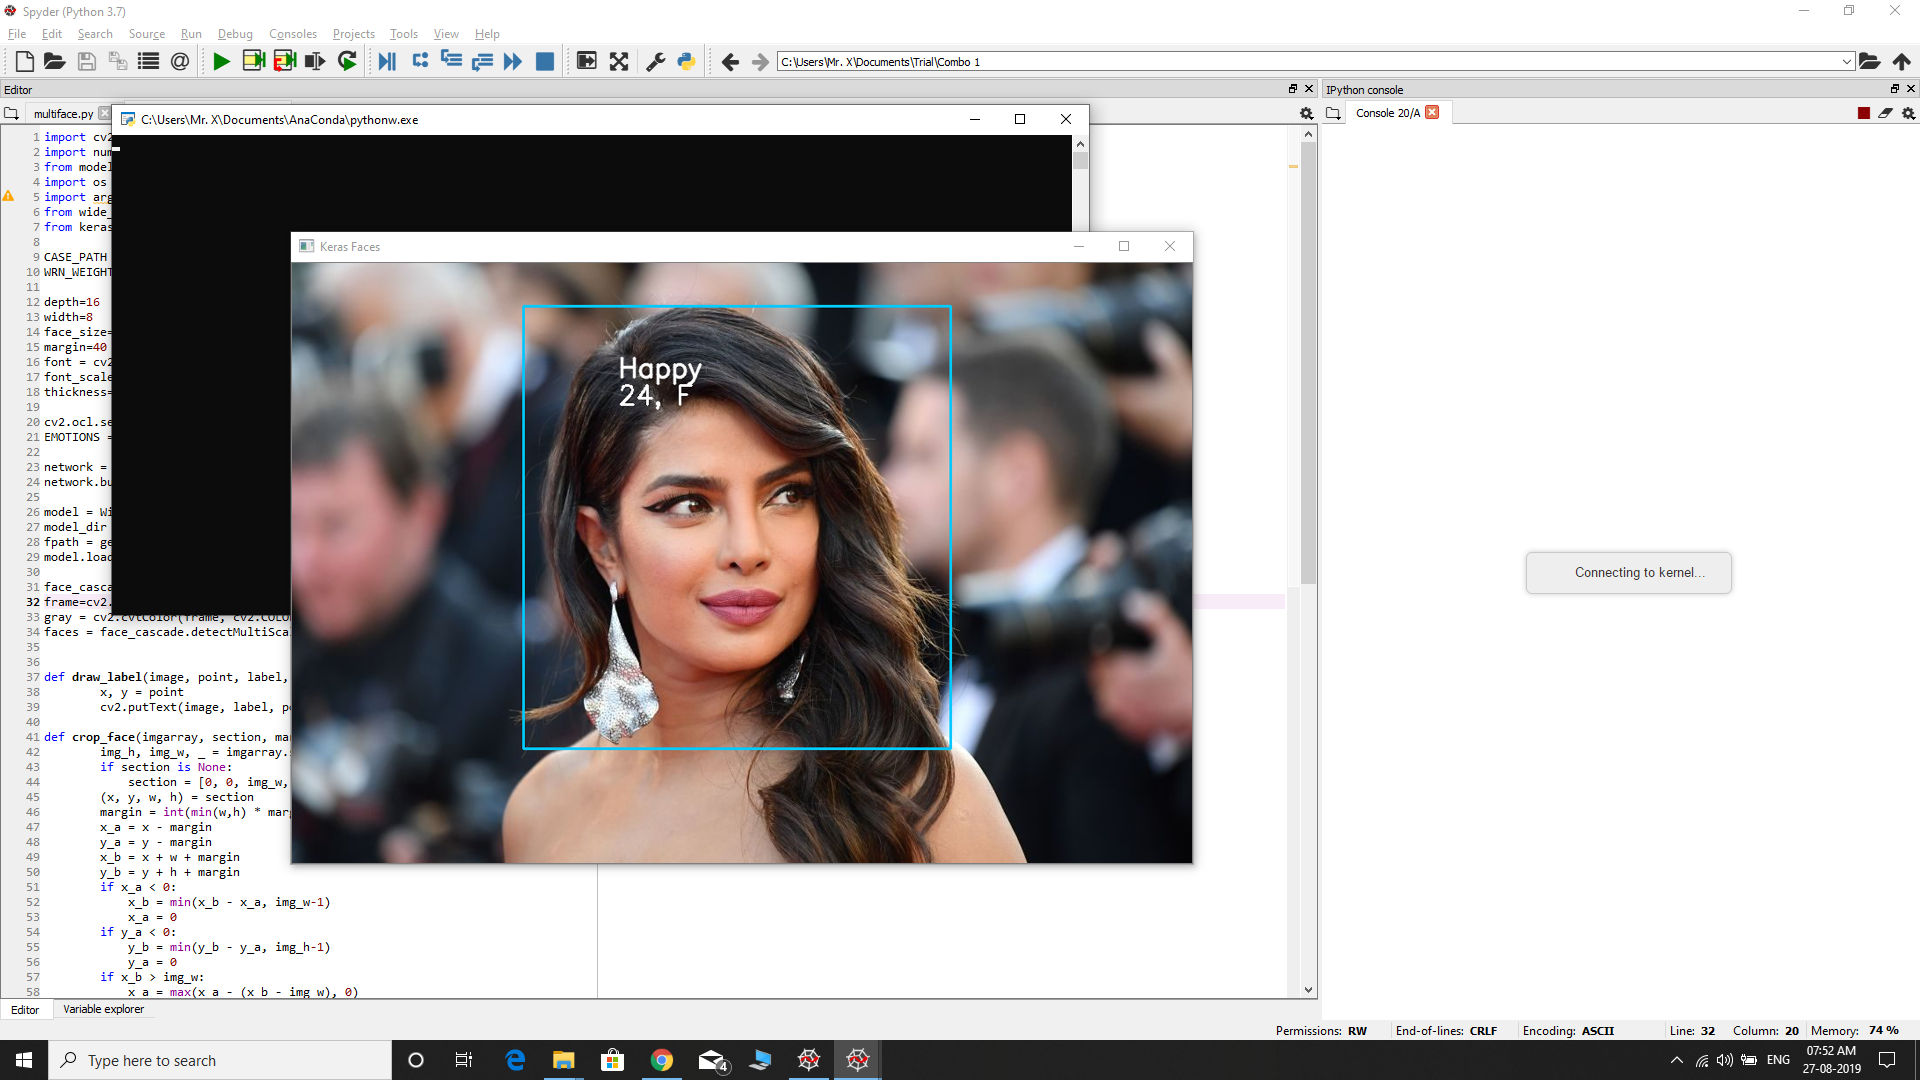 Spyder (Python 3.7)
File Edit Search Source Run Debug Consoles Projects Tools View Help
C:\Users\Mr. X\Documents\Trial\Combo 1
Editor
IPython console
multiface.py
Console 20/A
C:\Users\Mr. X\Documents\AnaConda\pythonw.exe
Keras Faces
Happy
24, F
1 import cv2
2 import num
3 from model
4 import os
5 import arg
6 from wide_
7 from keras
8
9 CASE_PATH
10 WRN_WEIGHT
11
12 depth=16
13 width=8
14 face_size=
15 margin=40
16 font = cv2
17 font_scale
18 thickness=
19
20 cv2.ocl.se
21 EMOTIONS =
22
23 network =
24 network.bu
25
26 model = Wi
27 model_dir
28 fpath = ge
29 model.load
30
31 face_casca
32 frame=cv2.
33 gray = cv2.cvtColor(frame, cv2.COLO
34 faces = face_cascade.detectMultiScal
35
36
37 def draw_label(image, point, label,
38 x, y = point
39 cv2.putText(image, label, po
40
41 def crop_face(imgarray, section, mar
42 img_h, img_w, _ = imgarray.s
43 if section is None:
44 section = [0, 0, img_w,
45 (x, y, w, h) = section
46 margin = int(min(w,h) * marg
47 x_a = x - margin
48 y_a = y - margin
49 x_b = x + w + margin
50 y_b = y + h + margin
51 if x_a < 0:
52 x_b = min(x_b - x_a, img_w-1)
53 x_a = 0
54 if y_a < 0:
55 y_b = min(y_b - y_a, img_h-1)
56 y_a = 0
57 if x_b > img_w:
58 x_a = max(x_a - (x_b - img_w), 0)
Connecting to kernel...
Editor Variable explorer
Permissions: RW End-of-lines: CRLF Encoding: ASCII Line: 32 Column: 20 Memory: 74 %
Type here to search
4
ENG
07:52 AM
27-08-2019